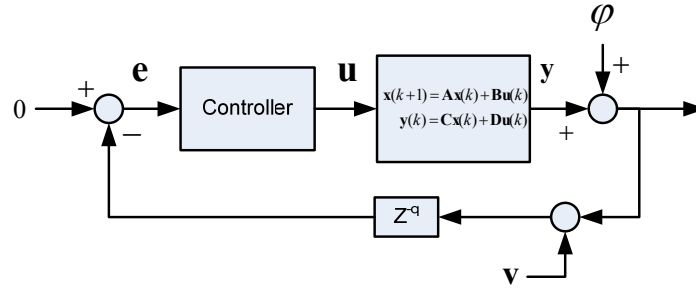 φ
+
e
u
y
+
0
Controller
x(k+1) = Ax(k)+Bu(k)
y(k) = Cx(k)+Du(k)
+
−
Z-q
v